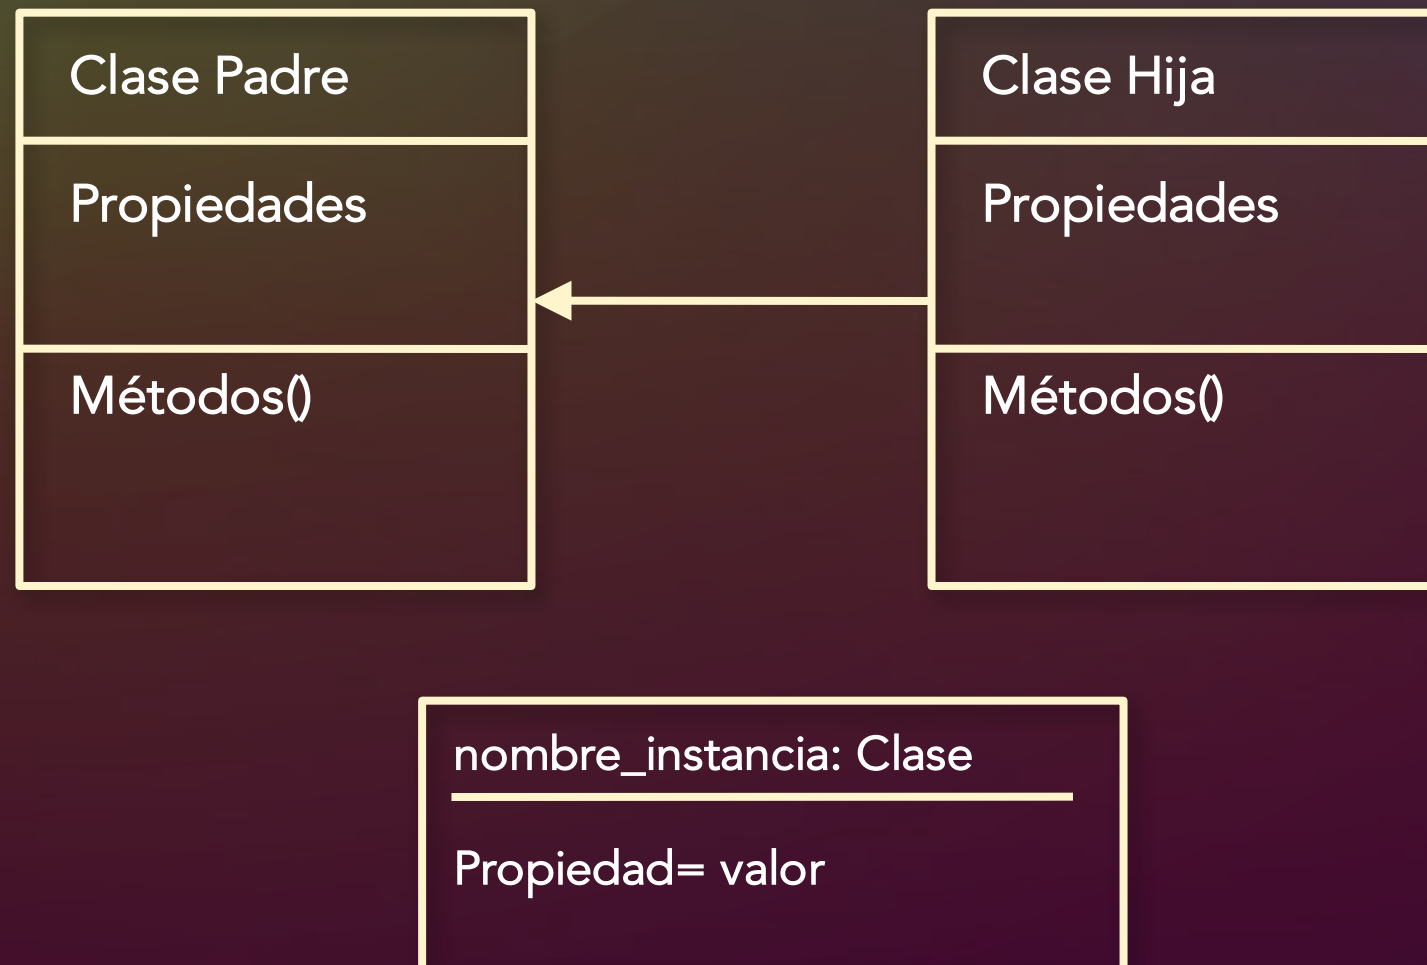 Clase Padre
Propiedades
Métodos()
Clase Hija
Propiedades
Métodos()
nombre_instancia: Clase
Propiedad= valor